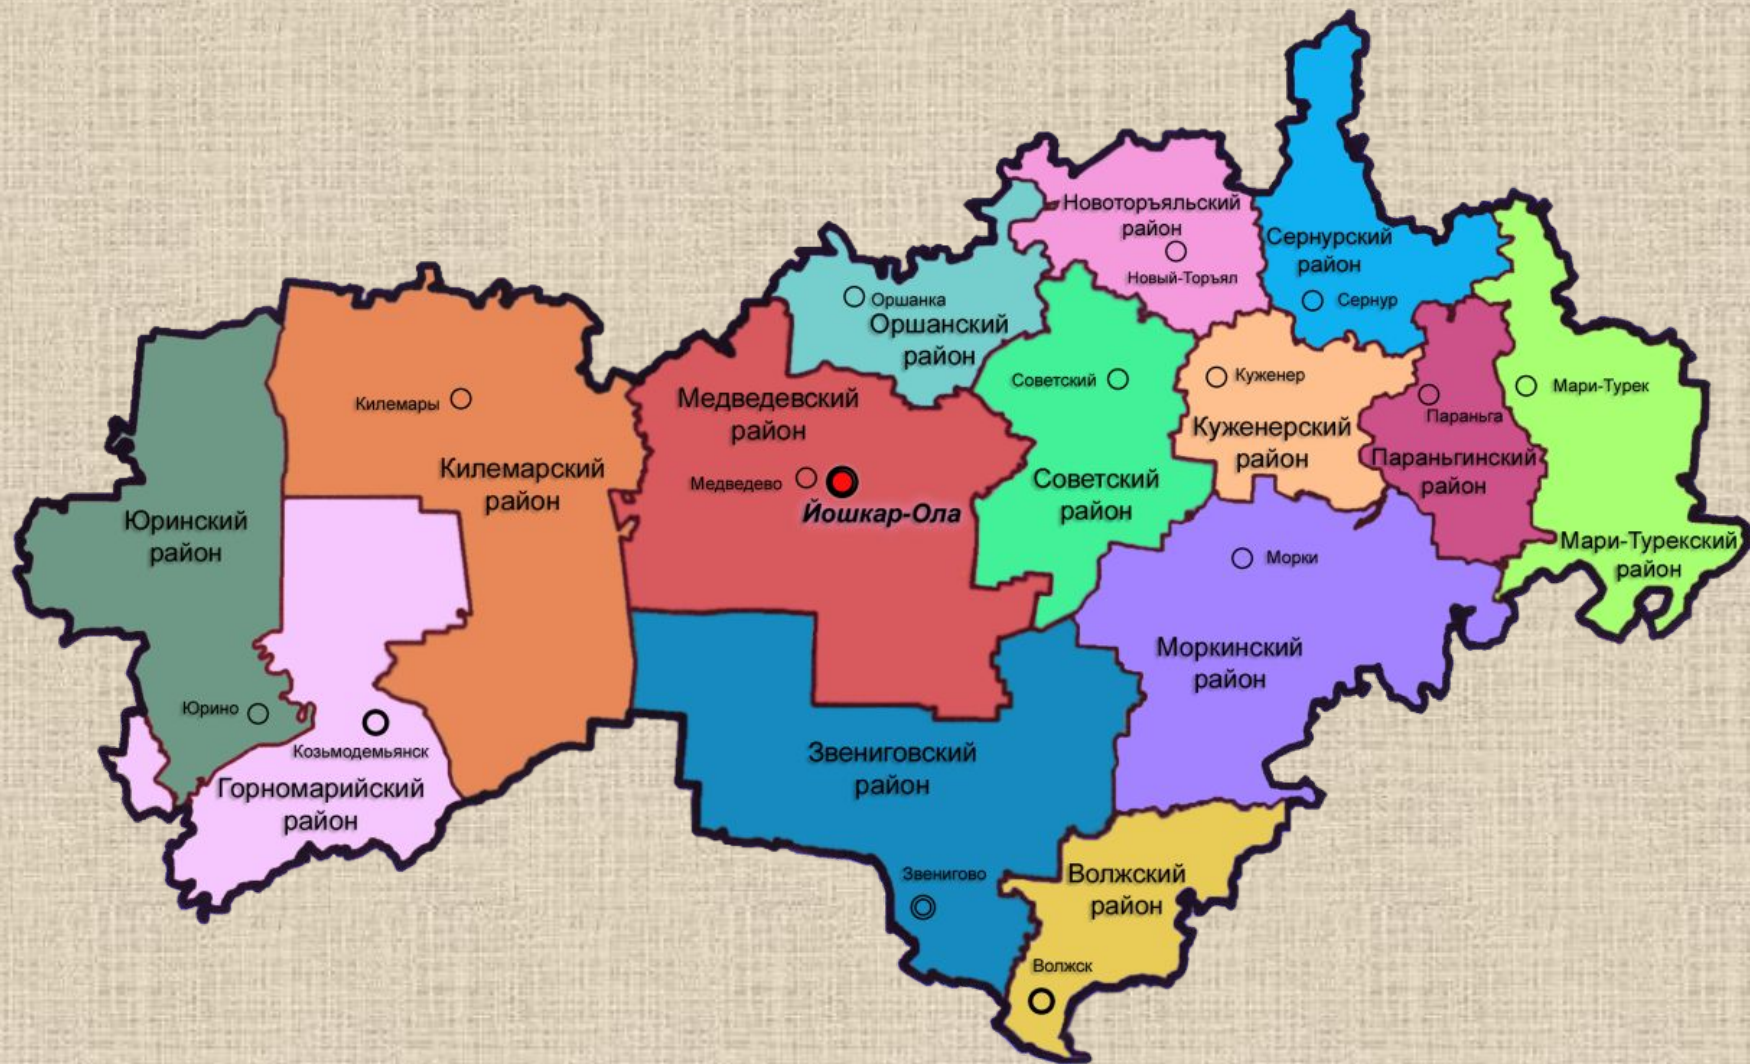 Новоторъяльский
район
Новый-Торъял
Сернурский
район
Сернур
Оршанка
Оршанский
район
Советский
Советский
район
Куженер
Куженерский
район
Параньга
Параньгинский
район
Мари-Турек
Мари-Турекский
район
Килемары
Килемарский
район
Медведевский
район
Медведево
Йошкар-Ола
Юринский
район
Юрино
Козьмодемьянск
Горномарийский
район
Морки
Моркинский
район
Звениговский
район
Звенигово
Волжский
район
Волжск